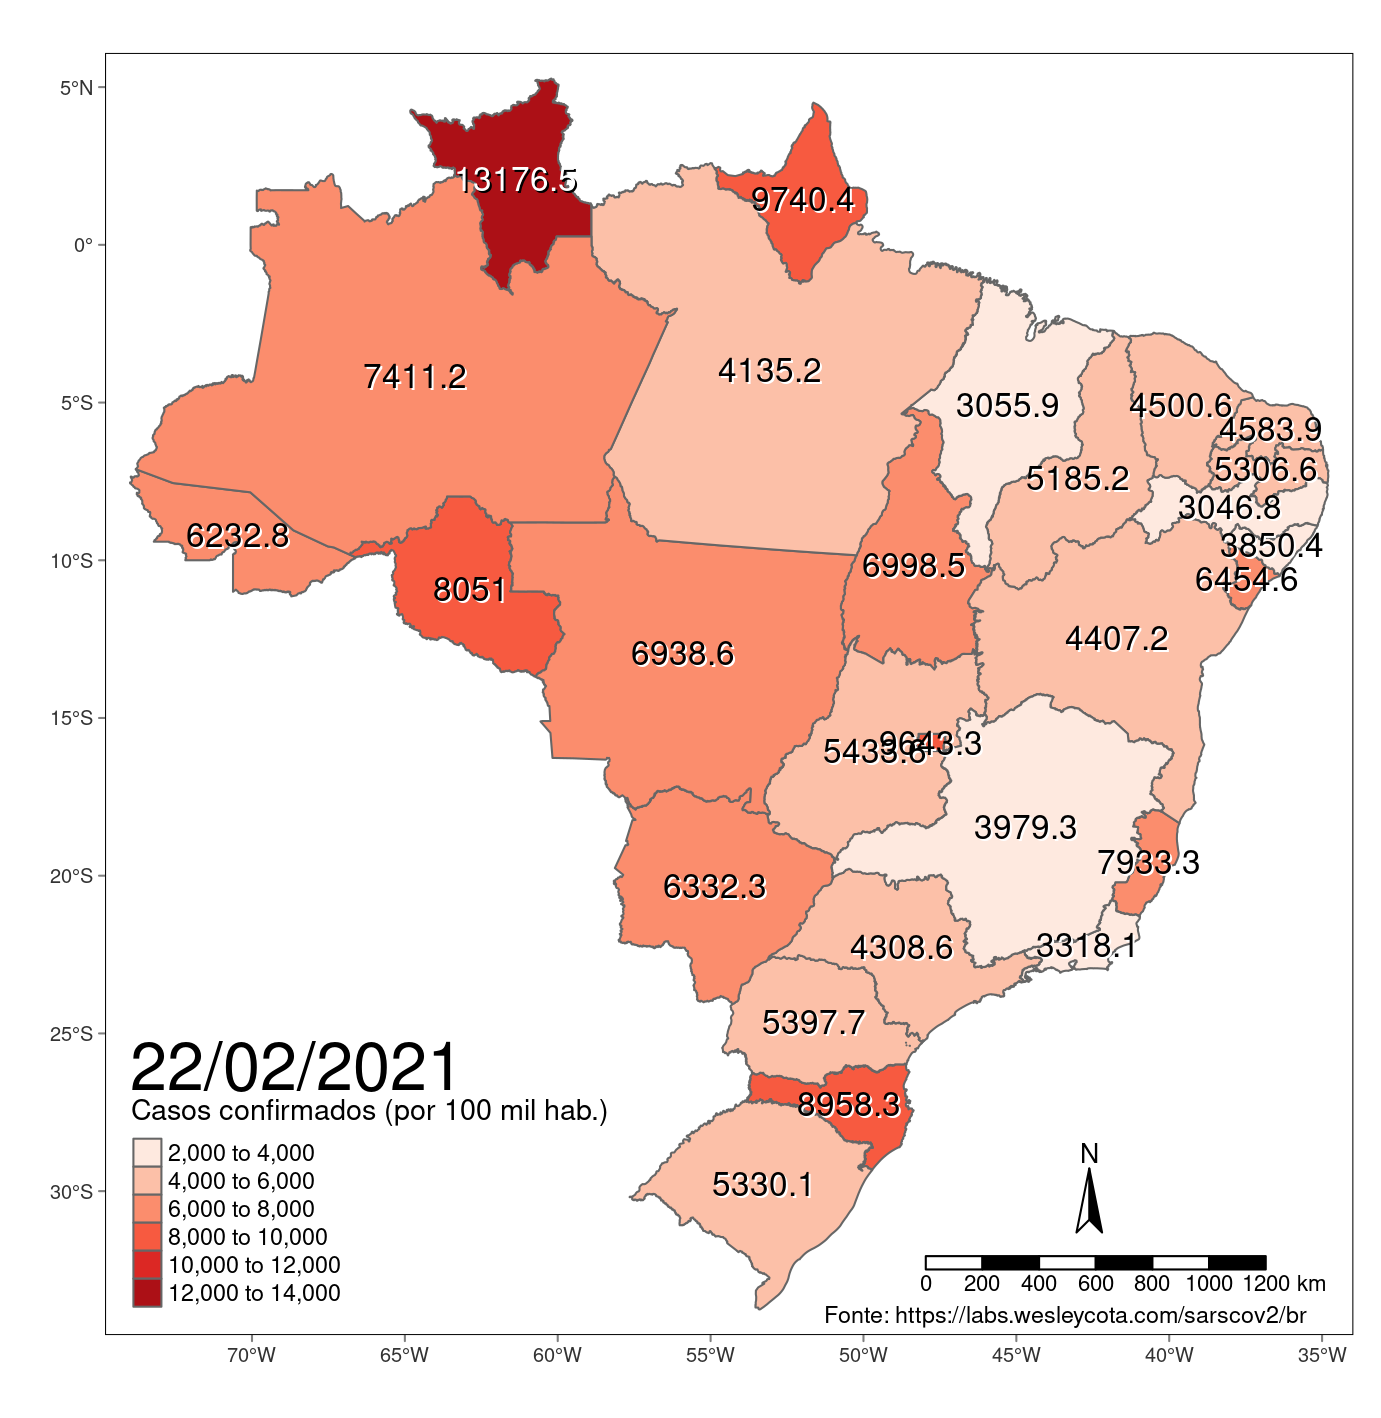 5°N
0°
5°S
10°S
15°S
20°S
25°S
30°S
13176.5
9740.4
7411.2
4135.2
3055.9
4500.6
4583.9
5306.6
5185.2
3046.8
6232.8
3850.4
6998.5
6454.6
8051
4407.2
6938.6
9643.3
5433.6
3979.3
7933.3
6332.3
4308.6
3318.1
5397.7
8958.3
5330.1
22/02/2021
Casos confirmados (por 100 mil hab.)
2,000 to 4,000
4,000 to 6,000
6,000 to 8,000
8,000 to 10,000
10,000 to 12,000
12,000 to 14,000
N
0 200 400 600 800 1000 1200 km
Fonte: https://labs.wesleycota.com/sarscov2/br
70°W 65°W 60°W 55°W 50°W 45°W 40°W 35°W